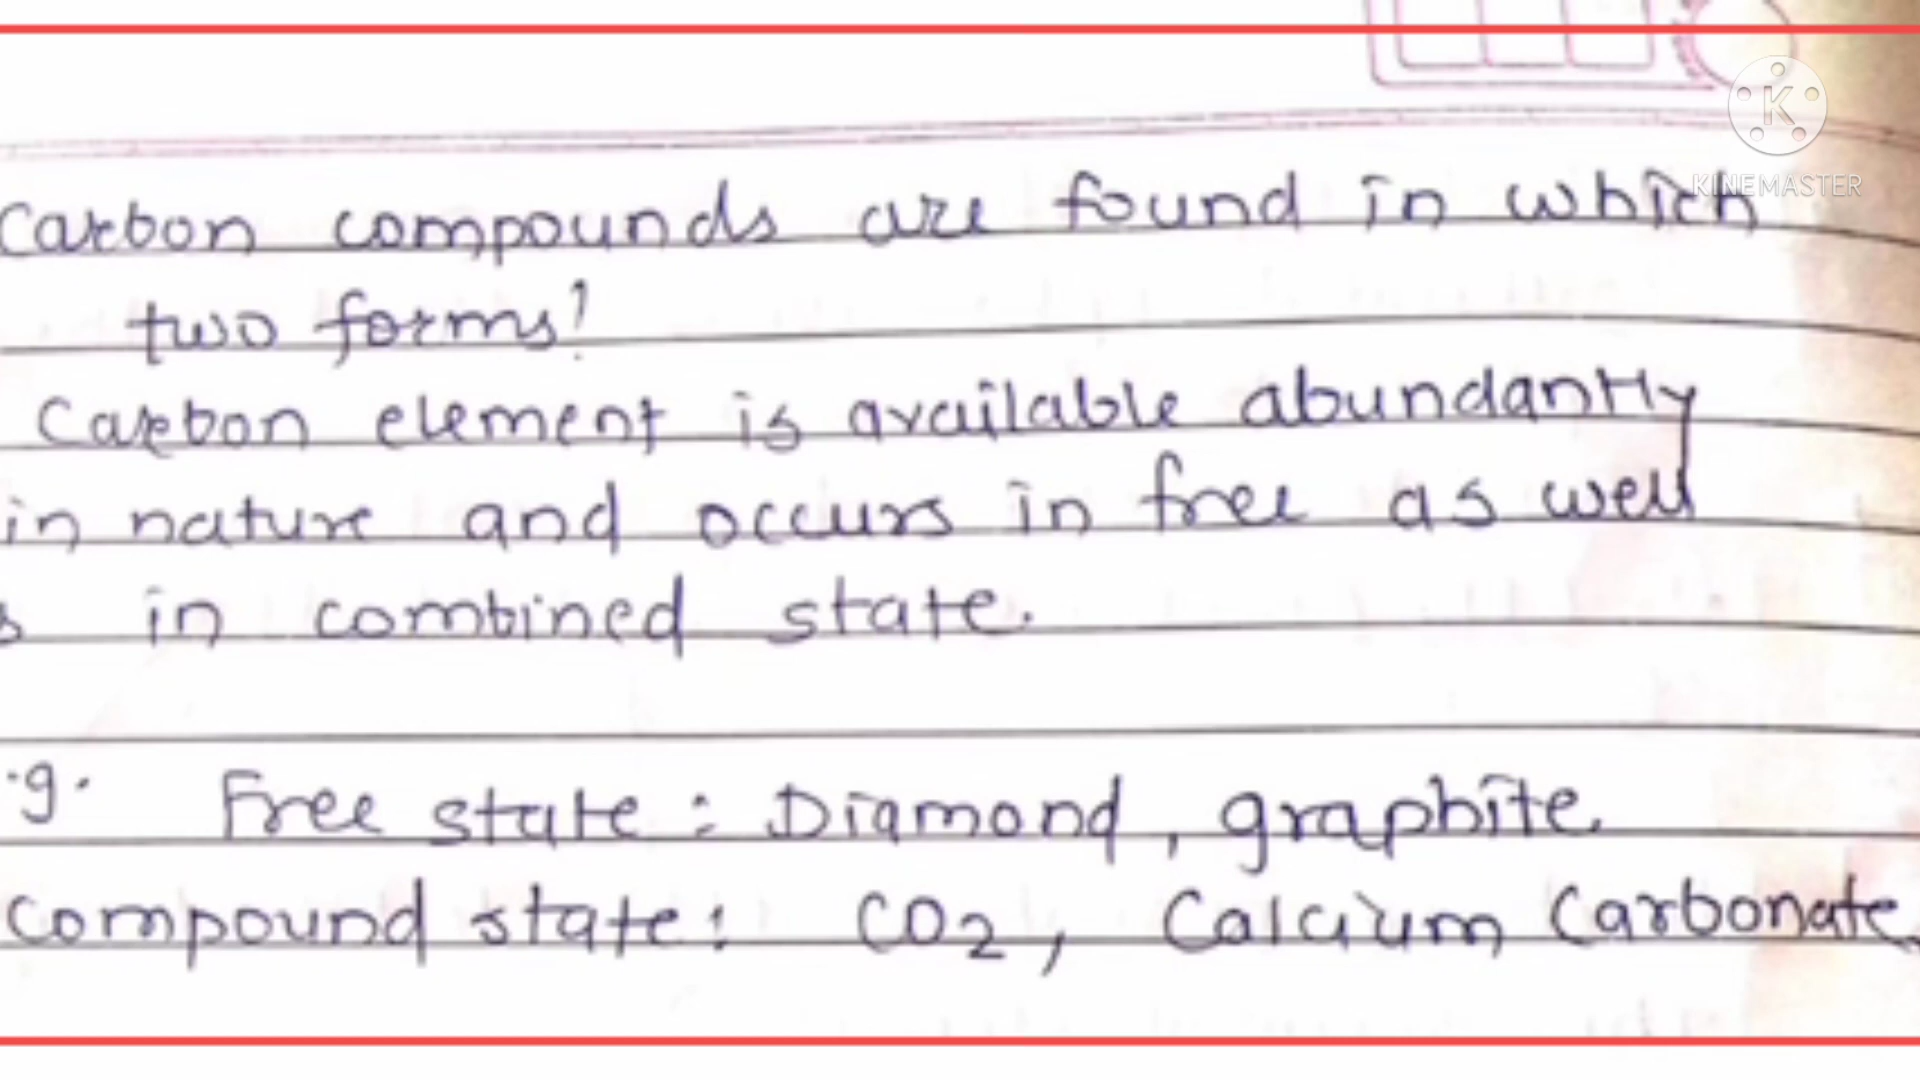 KINEMASTER
Carbon compounds are found in which
two forms?
Carbon element is available abundantly
in nature and occurs in free as well
s in combined state.
.g. Free state : Diamond, graphite.
Compound state : CO2, Calcium Carbonate